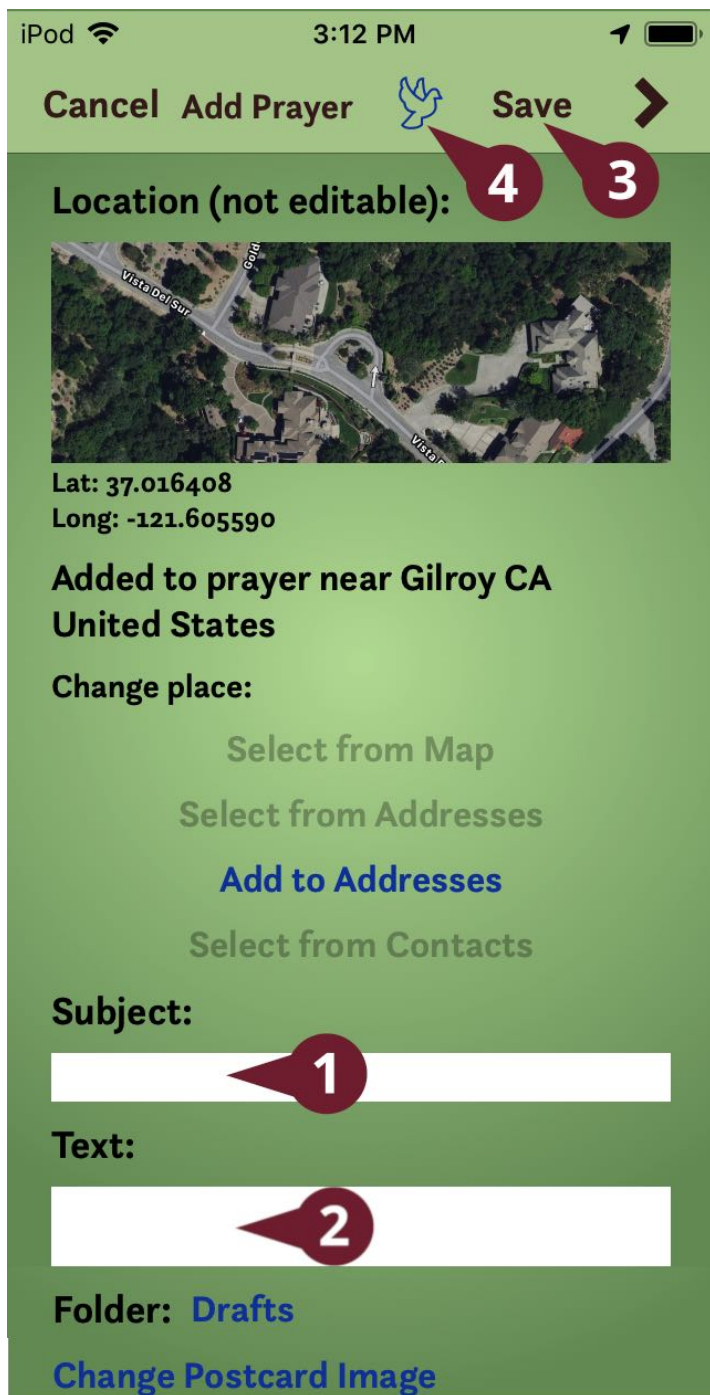 iPod 3:12 PM
Cancel Add Prayer Save
4 3
Location (not editable):
Vista Del Sur
Gold
Vista D
Lat: 37.016408
Long: -121.605590
Added to prayer near Gilroy CA
United States
Change place:
Select from Map
Select from Addresses
Add to Addresses
Select from Contacts
Subject:
1
Text:
2
Folder: Drafts
Change Postcard Image